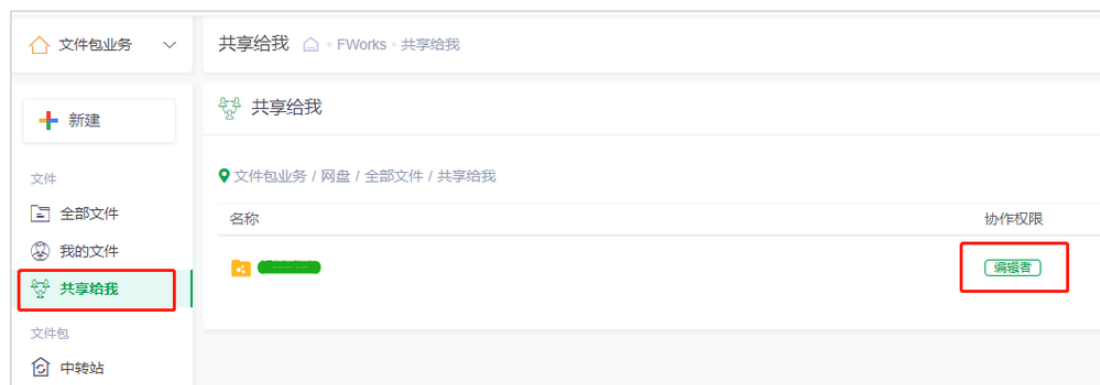 文件包业务
共享给我 FWorks 共享给我
新建
共享给我
文件
文件包业务 / 网盘 / 全部文件 / 共享给我
全部文件
名称 协作权限
我的文件
编辑者
共享给我
文件包
中转站